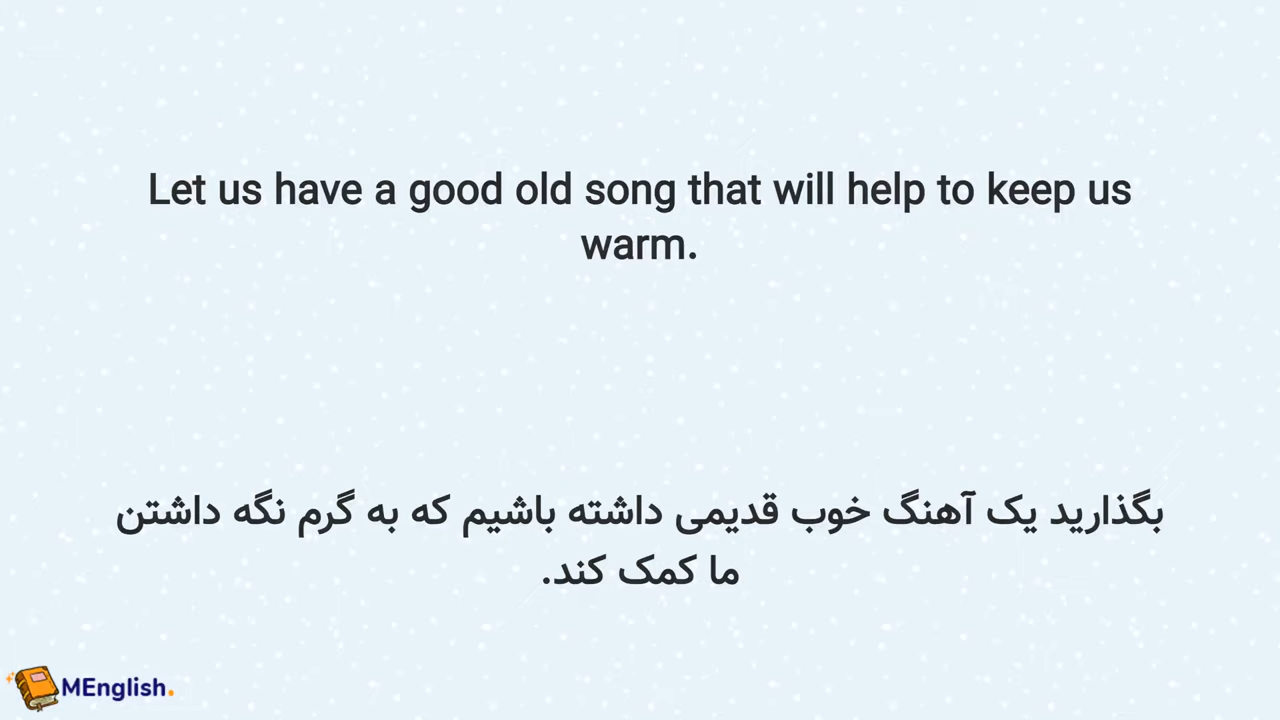 Let us have a good old song that will help to keep us
warm.
بگذارید یک آهنگ خوب قدیمی داشته باشیم که به گرم نگه داشتن
ما کمک کند.
MEnglish.